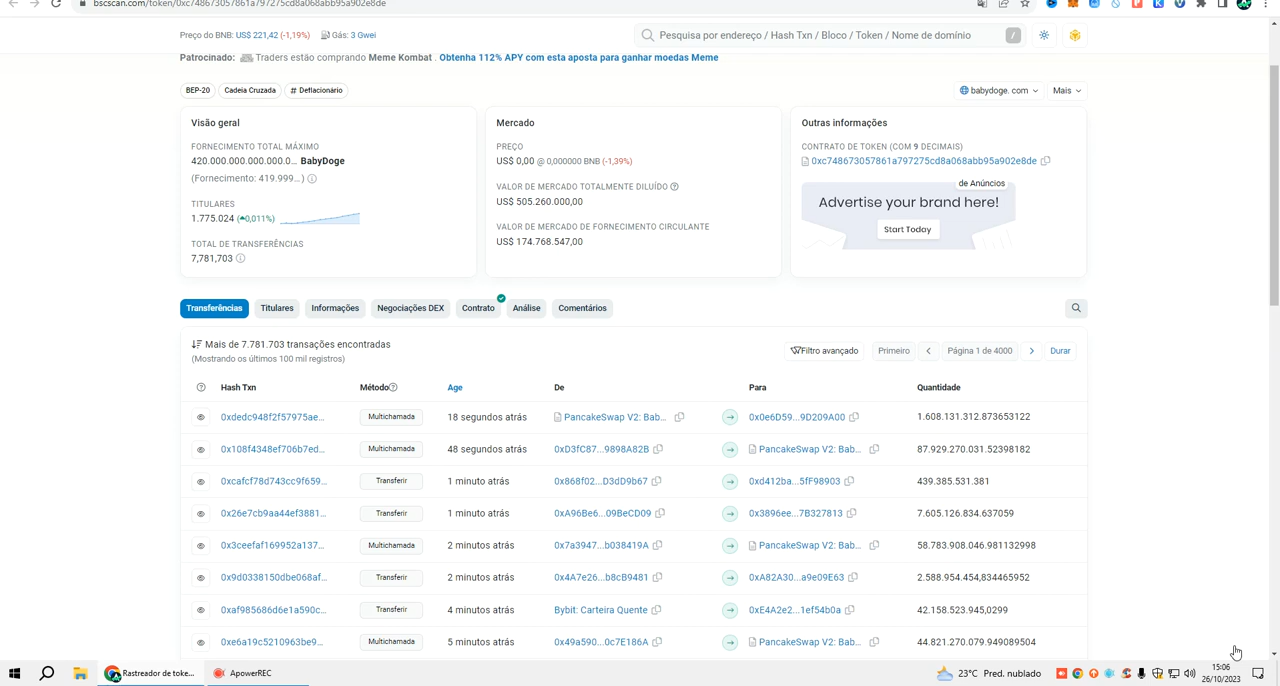 bscscan.com/token/0xc748673057861a797275cd8a068abb95a902e8de
Preço do BNB: US$ 221,42 (-1,19%) Gás: 3 Gwei
Pesquisa por endereço / Hash Txn / Bloco / Token / Nome de domínio /
Patrocinado: Traders estão comprando Meme Kombat . Obtenha 112% APY com esta aposta para ganhar moedas Meme
BEP-20 Cadeia Cruzada # Deflacionário
babydoge. com Mais
Visão geral
FORNECIMENTO TOTAL MÁXIMO
420.000.000.000.000.0... BabyDoge
(Fornecimento: 419.999...)
TITULARES
1.775.024 (0,011%)
TOTAL DE TRANSFERÊNCIAS
7,781,703
Mercado
PREÇO
US$ 0,00 @ 0,000000 BNB (-1,39%)
VALOR DE MERCADO TOTALMENTE DILUÍDO
US$ 505.260.000,00
VALOR DE MERCADO DE FORNECIMENTO CIRCULANTE
US$ 174.768.547,00
Outras informações
CONTRATO DE TOKEN (COM 9 DECIMAIS)
0xc748673057861a797275cd8a068abb95a902e8de
de Anúncios
Advertise your brand here!
Start Today
Transferências Titulares Informações Negociações DEX Contrato Análise Comentários
Mais de 7.781.703 transações encontradas
(Mostrando os últimos 100 mil registros)
Filtro avançado Primeiro Página 1 de 4000 Durar
Hash Txn Método Age De Para Quantidade
0xdedc948f2f57975ae... Multichamada 18 segundos atrás PancakeSwap V2: Bab... 0x0e6D59...9D209A00 1.608.131.312.873653122
0x108f4348ef706b7ed... Multichamada 48 segundos atrás 0xD3fC87...9898A82B PancakeSwap V2: Bab... 87.929.270.031.52398182
0xcafcf78d743cc9f659... Transferir 1 minuto atrás 0x868f02...D3dD9b67 0xd412ba...5fF98903 439.385.531.381
0x26e7cb9aa44ef3881... Transferir 1 minuto atrás 0xA96Be6...09BeCD09 0x3896ee...7B327813 7.605.126.834.637059
0x3ceefaf169952a137... Multichamada 2 minutos atrás 0x7a3947...b038419A PancakeSwap V2: Bab... 58.783.908.046.981132998
0x9d0338150dbe068af... Transferir 2 minutos atrás 0x4A7e26...b8cB9481 0xA82A30...a9e09E63 2.588.954.454,834465952
0xaf985686d6e1a590c... Transferir 4 minutos atrás Bybit: Carteira Quente 0xE4A2e2...1ef54b0a 42.158.523.945,0299
0xe6a19c5210963be9... Multichamada 5 minutos atrás 0x49a590...0c7E186A PancakeSwap V2: Bab... 44.821.270.079.949089504
Rastreador de toke... ApowerREC 23°C Pred. nublado 15:06
26/10/2023